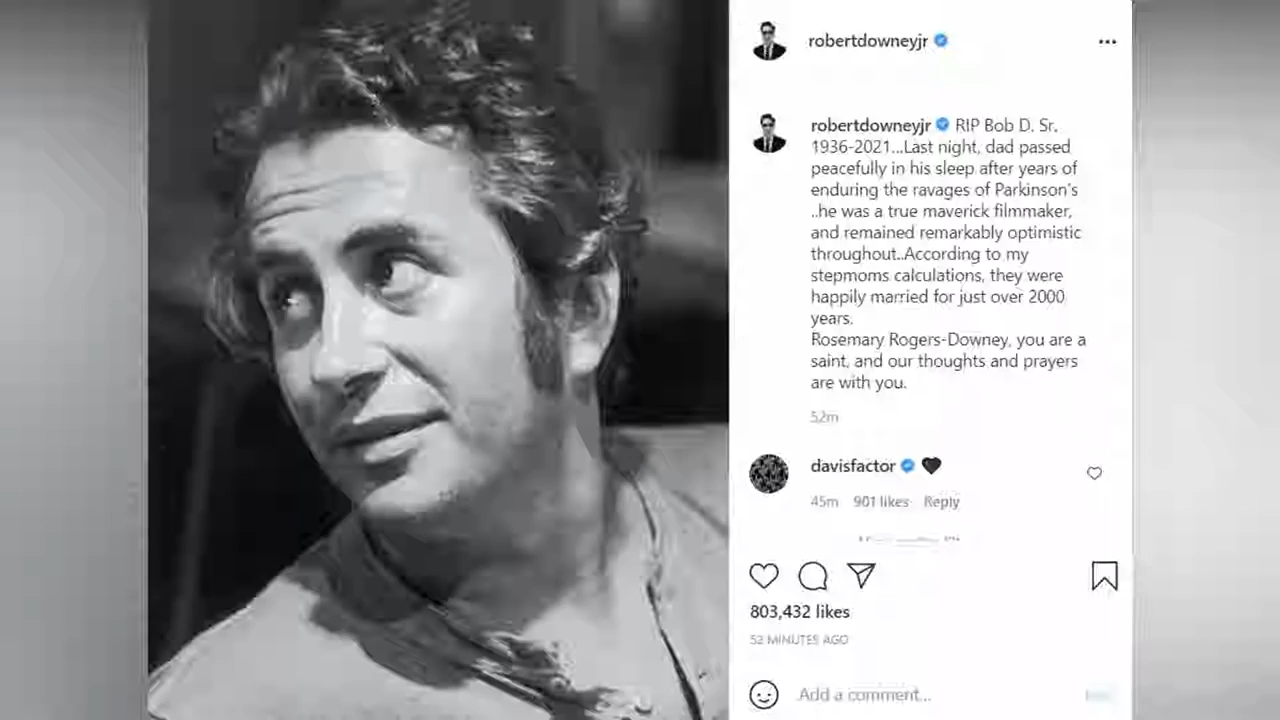 robertdowneyjr
robertdowneyjr RIP Bob D. Sr.
1936-2021...Last night, dad passed
peacefully in his sleep after years of
enduring the ravages of Parkinson's
..he was a true maverick filmmaker,
and remained remarkably optimistic
throughout..According to my
stepmoms calculations, they were
happily married for just over 2000
years.
Rosemary Rogers-Downey, you are a
saint, and our thoughts and prayers
are with you.
52m
davisfactor 🖤
45m 901 likes Reply
803,432 likes
52 MINUTES AGO
Add a comment...